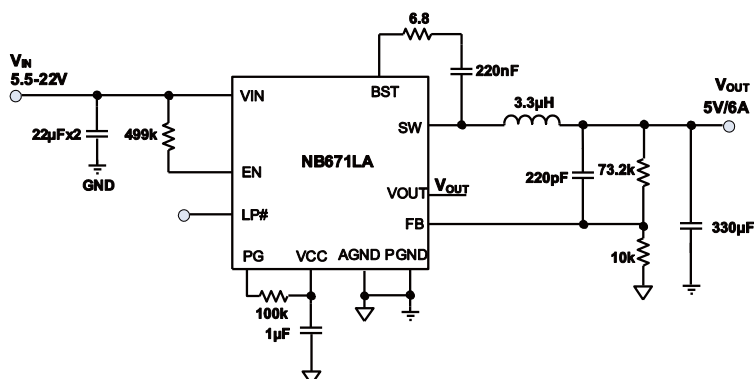 6.8
VIN
5.5-22V
220nF
VOUT
5V/6A
BST
VIN
3.3µH
22µFx2
499k
SW
NB671LA
GND
EN
VOUT
VOUT
220pF
73.2k
LP#
FB
330µF
10k
PG
VCC
AGND
PGND
100k
1µF